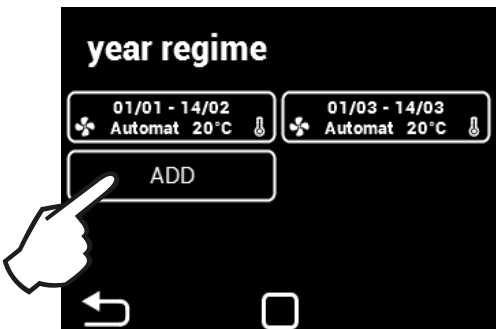 year regime
01/01 - 14/02
Automat 20°C
01/03 - 14/03
Automat 20°C
ADD